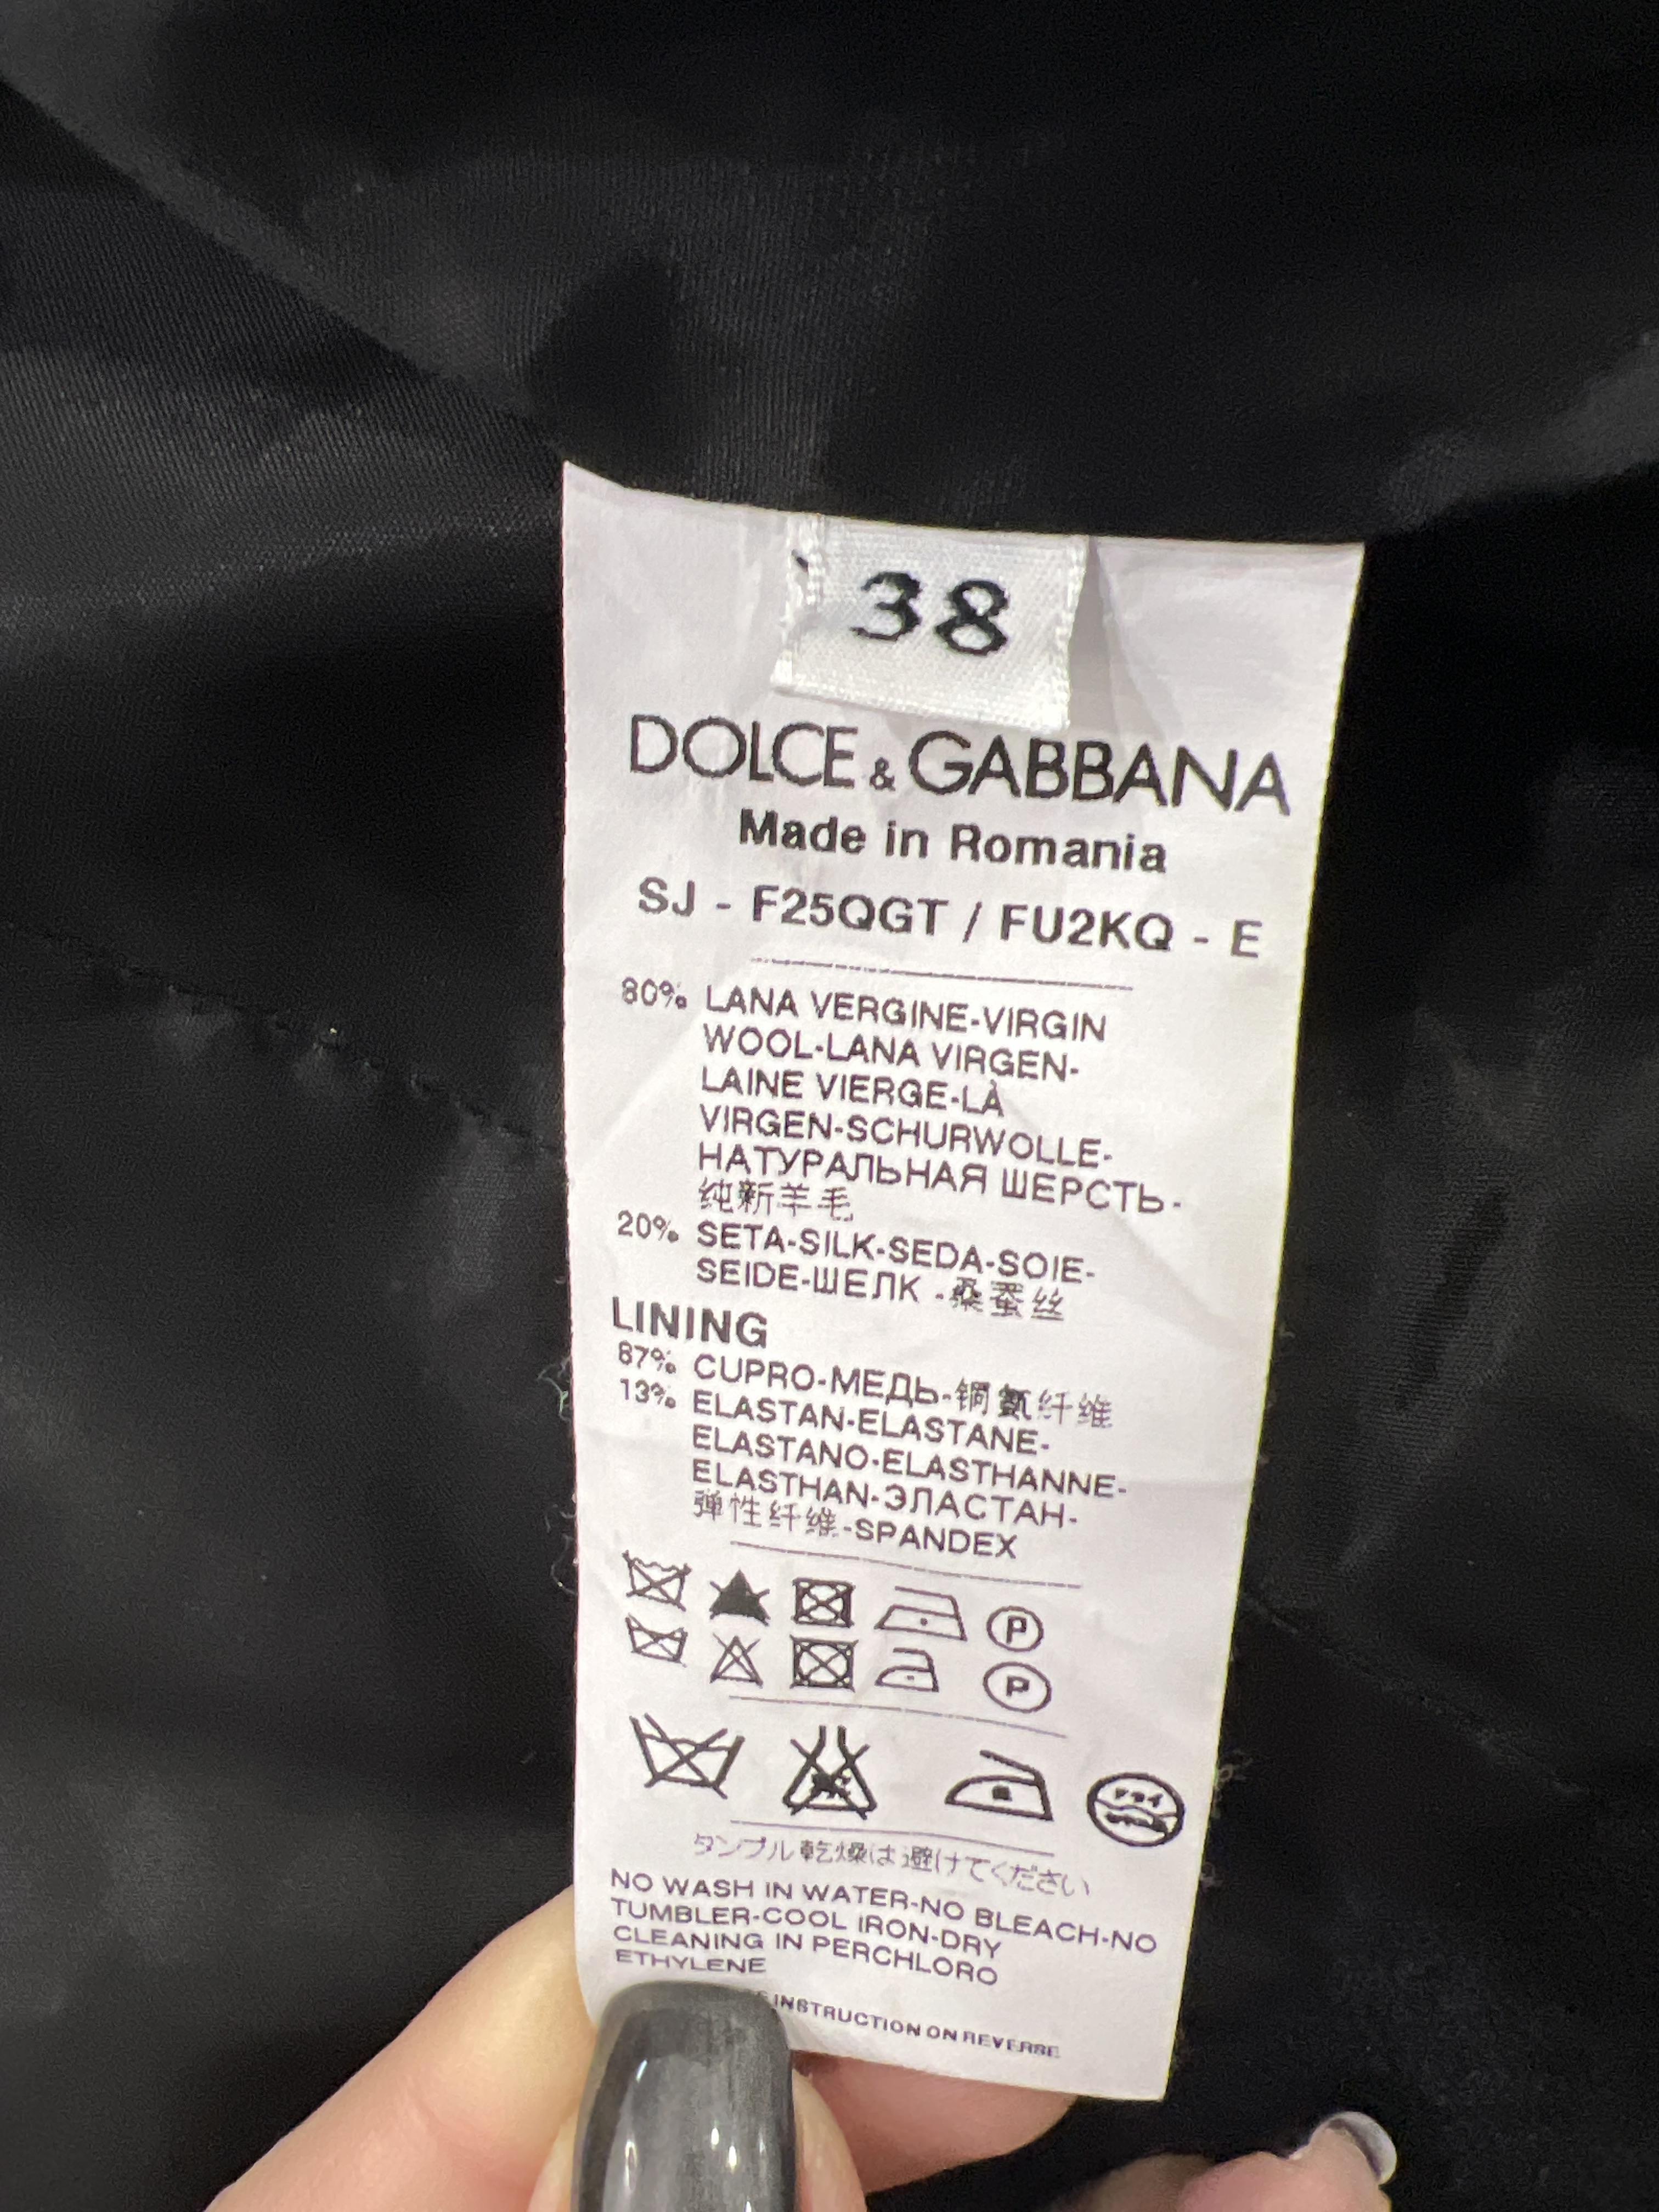 38
DOLCE & GABBANA
Made in Romania
SJ - F25QGT / FU2KQ - E
80% LANA VERGINE-VIRGIN
WOOL-LANA VIRGEN-
LAINE VIERGE-LÀ
VIRGEN-SCHURWOLLE-
НАТУРАЛЬНАЯ ШЕРСТЬ-
纯新羊毛
20% SETA-SILK-SEDA-SOIE-
SEIDE-ШЕЛК-桑蚕丝
LINING
87% CUPRO-МЕДЬ-铜氨纤维
13% ELASTAN-ELASTANE-
ELASTANO-ELASTHANNE-
ELASTHAN-ЭЛАСТАН-
弹性纤维-SPANDEX
P
P
ドライ
タンブル乾燥は避けてください
NO WASH IN WATER-NO BLEACH-NO
TUMBLER-COOL IRON-DRY
CLEANING IN PERCHLORO
ETHYLENE
INSTRUCTION ON REVERSE